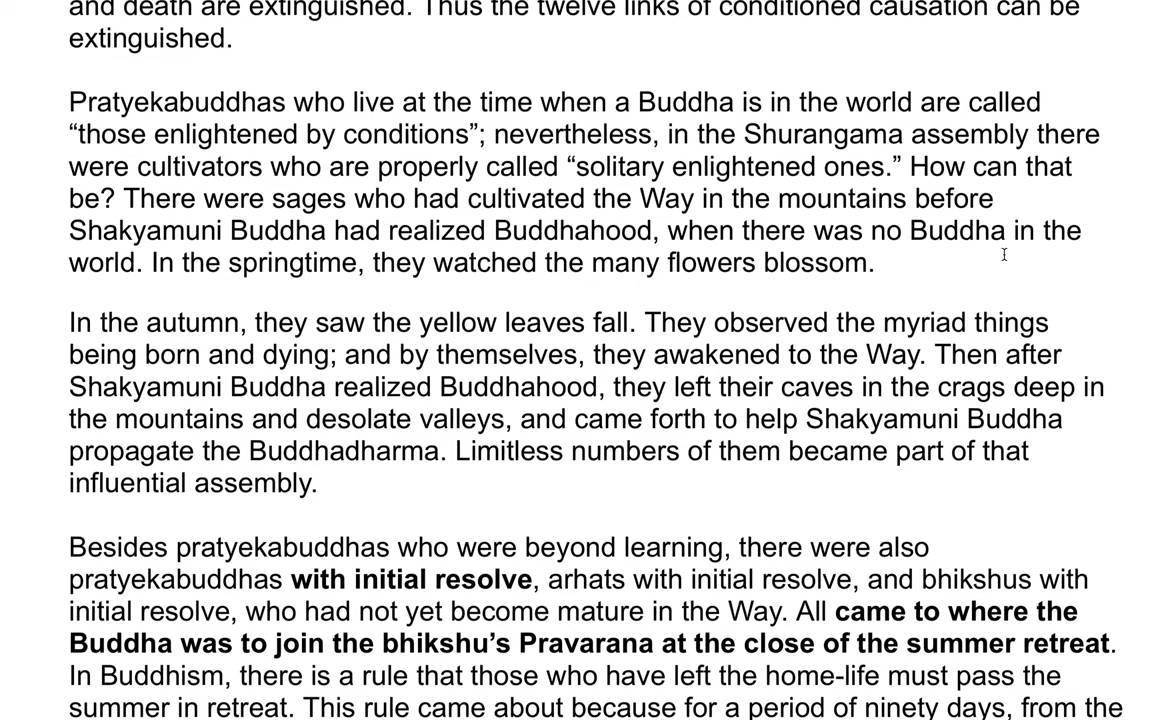 and death are extinguished. Thus the twelve links of conditioned causation can be
extinguished.
Pratyekabuddhas who live at the time when a Buddha is in the world are called
“those enlightened by conditions”; nevertheless, in the Shurangama assembly there
were cultivators who are properly called “solitary enlightened ones.” How can that
be? There were sages who had cultivated the Way in the mountains before
Shakyamuni Buddha had realized Buddhahood, when there was no Buddha in the
world. In the springtime, they watched the many flowers blossom.
In the autumn, they saw the yellow leaves fall. They observed the myriad things
being born and dying; and by themselves, they awakened to the Way. Then after
Shakyamuni Buddha realized Buddhahood, they left their caves in the crags deep in
the mountains and desolate valleys, and came forth to help Shakyamuni Buddha
propagate the Buddhadharma. Limitless numbers of them became part of that
influential assembly.
Besides pratyekabuddhas who were beyond learning, there were also
pratyekabuddhas with initial resolve, arhats with initial resolve, and bhikshus with
initial resolve, who had not yet become mature in the Way. All came to where the
Buddha was to join the bhikshu’s Pravarana at the close of the summer retreat.
In Buddhism, there is a rule that those who have left the home-life must pass the
summer in retreat. This rule came about because for a period of ninety days, from the